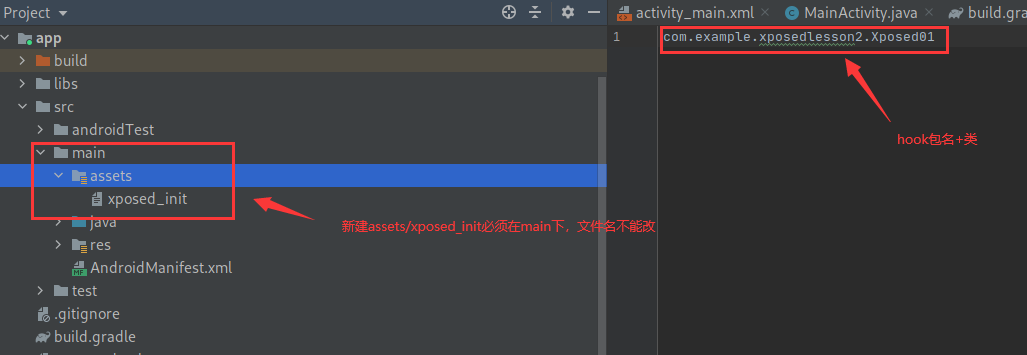 Project
activity_main.xml
MainActivity.java
build.gradle
app
build
libs
src
androidTest
main
assets
xposed_init
java
res
AndroidManifest.xml
test
.gitignore
build.gradle
1
com.example.xposedlesson2.Xposed01
hook包名+类
新建assets/xposed_init必须在main下，文件名不能改